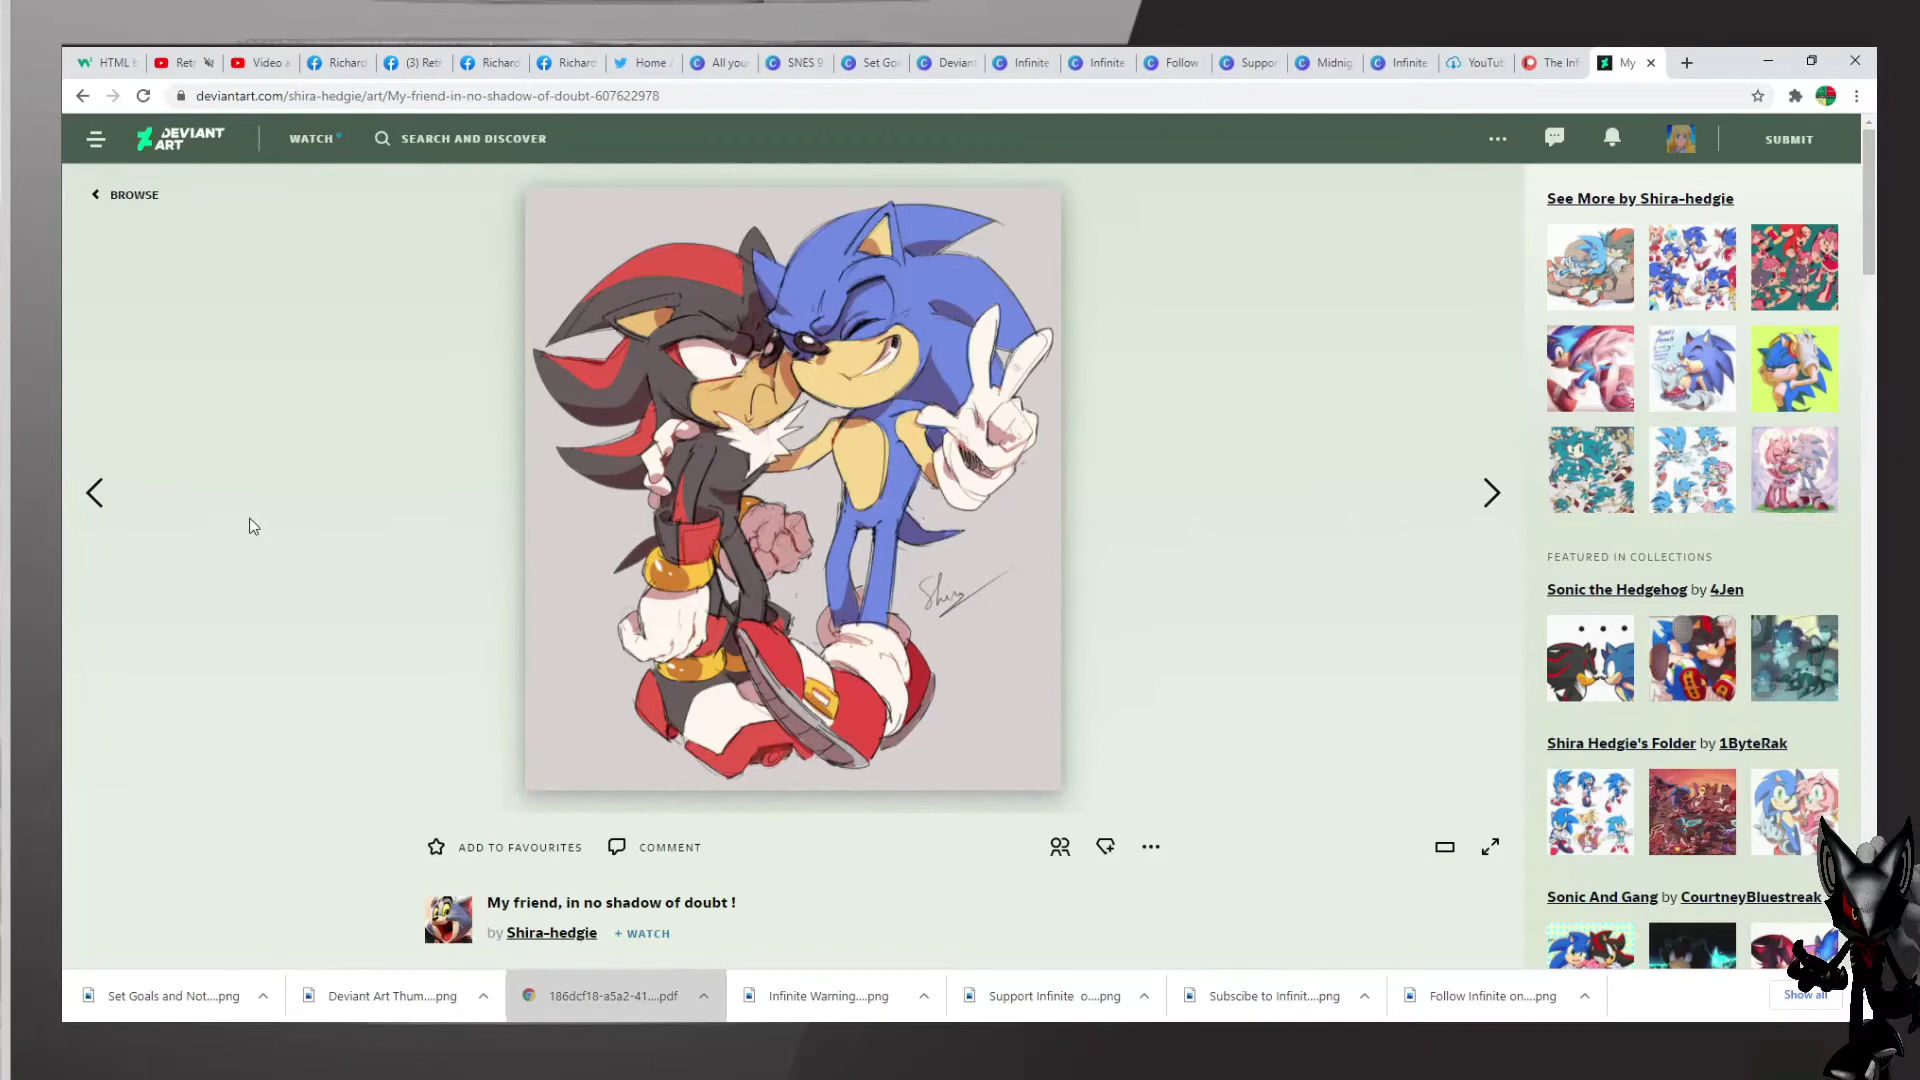 HTML b
Retr
Video a
Richard
(3) Retr
Richard
Richard
Home /
All you
SNES 9
Set Goa
Deviant
Infinite
Infinite
Follow
Suppor
Midnig
Infinite
YouTub
The Inf
My
deviantart.com/shira-hedgie/art/My-friend-in-no-shadow-of-doubt-607622978
DEVIANT
ART
WATCH
SEARCH AND DISCOVER
SUBMIT
BROWSE
See More by Shira-hedgie
Shira
FEATURED IN COLLECTIONS
Sonic the Hedgehog by 4Jen
Shira Hedgie's Folder by 1ByteRak
Sonic And Gang by CourtneyBluestreak
ADD TO FAVOURITES
COMMENT
My friend, in no shadow of doubt !
by Shira-hedgie + WATCH
Set Goals and Not....png
Deviant Art Thum....png
186dcf18-a5a2-41....pdf
Infinite Warning....png
Support Infinite o....png
Subscibe to Infinit....png
Follow Infinite on....png
Show all